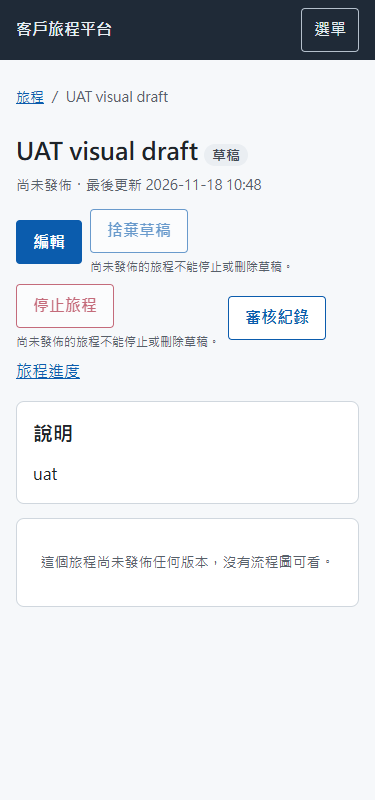 客戶旅程平台
選單
旅程 / UAT visual draft
UAT visual draft 草稿
尚未發佈 · 最後更新 2026-11-18 10:48
編輯
捨棄草稿
尚未發佈的旅程不能停止或刪除草稿。
停止旅程
尚未發佈的旅程不能停止或刪除草稿。
審核紀錄
旅程進度
說明
uat
這個旅程尚未發佈任何版本，沒有流程圖可看。